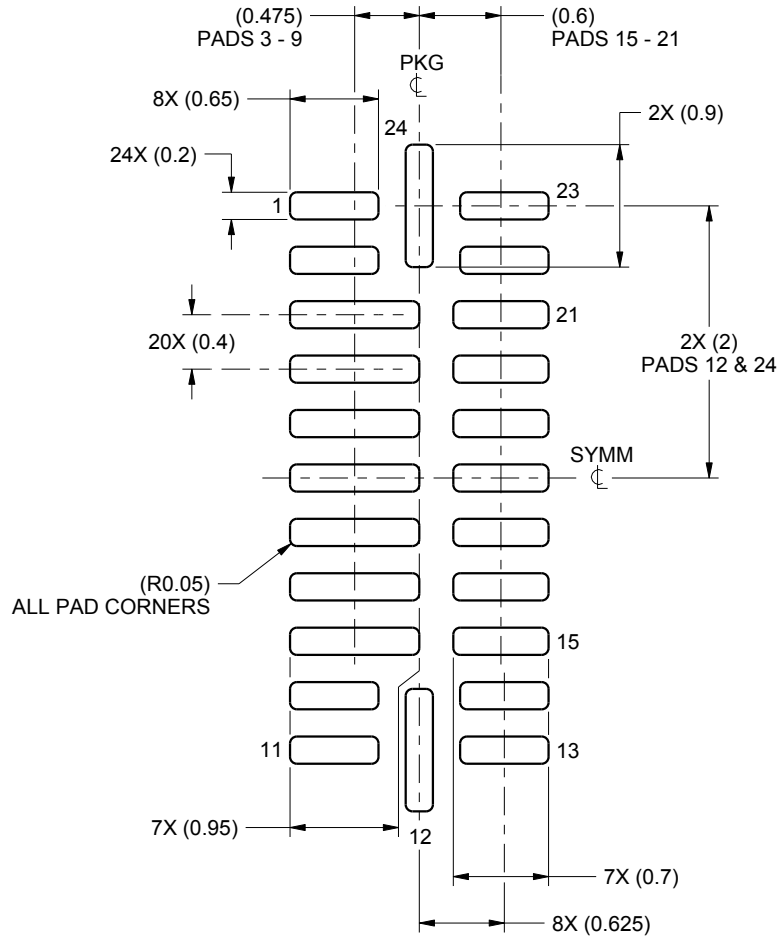 (0.475)
PADS 3 - 9
(0.6)
PADS 15 - 21
PKG
℄
8X (0.65)
24
2X (0.9)
24X (0.2)
1
23
21
20X (0.4)
2X (2)
PADS 12 & 24
SYMM
℄
(R0.05)
ALL PAD CORNERS
15
11
13
7X (0.95)
12
7X (0.7)
8X (0.625)